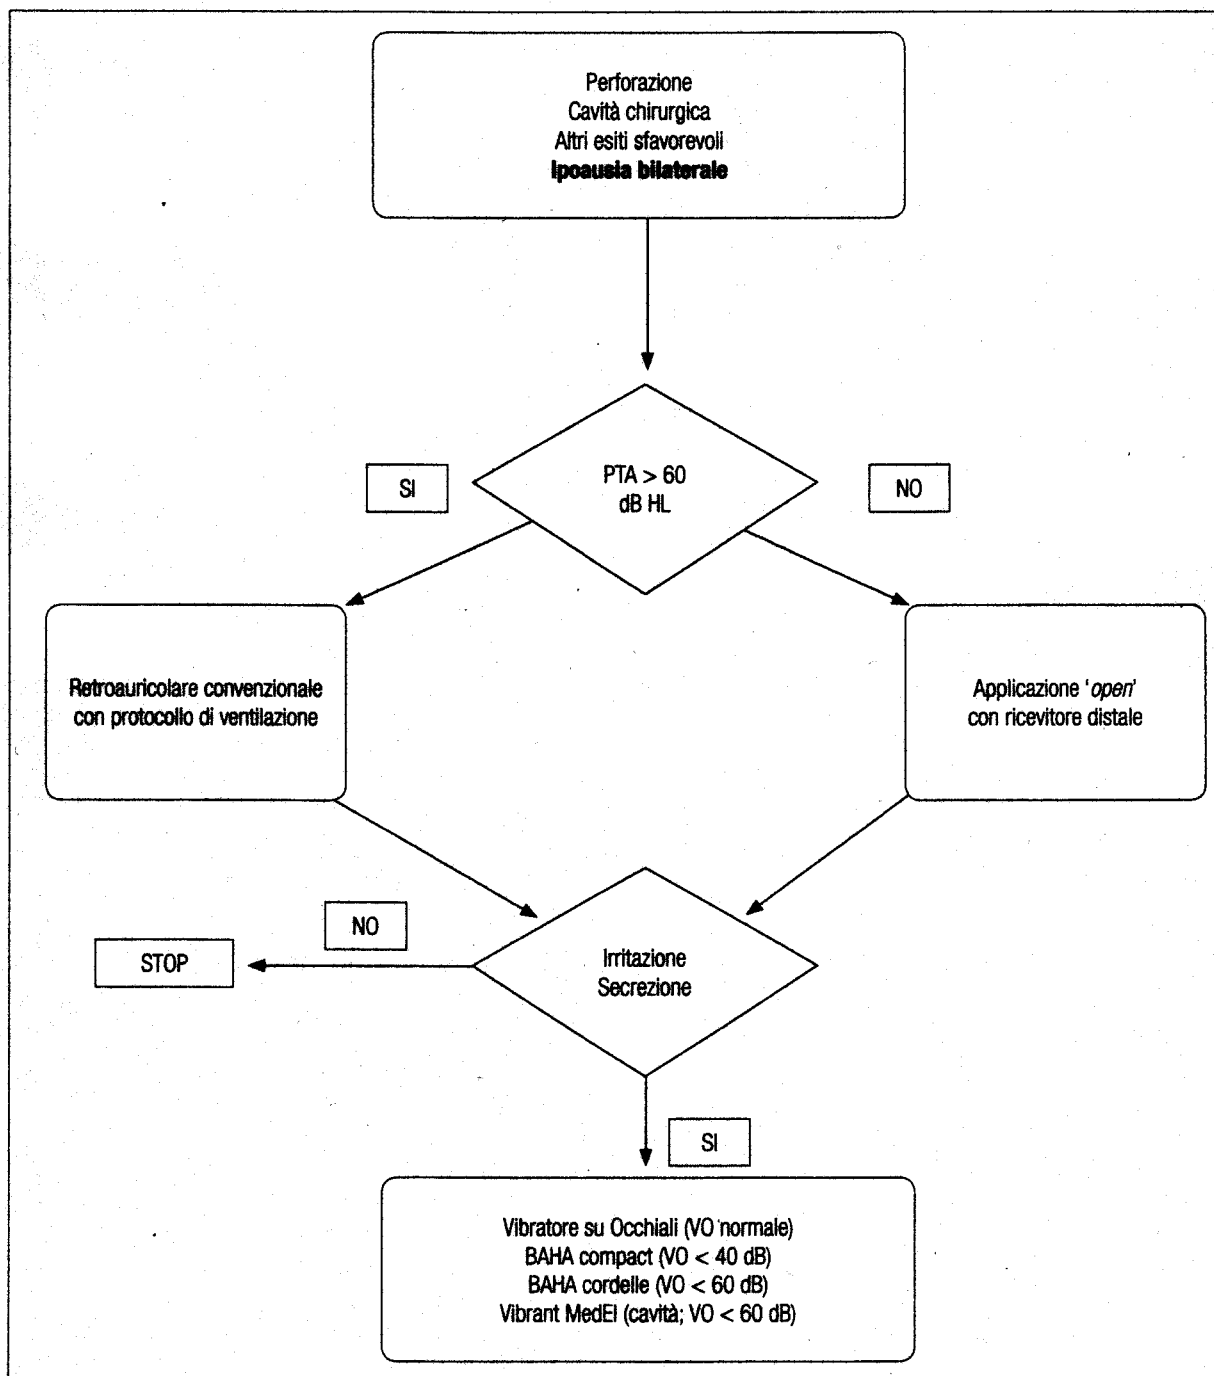 Perforazione
Cavità chirurgica
Altri esiti sfavorevoli
Ipoausia bilaterale
SI
PTA > 60
dB HL
NO
Retroauricolare convenzionale
con protocollo di ventilazione
Applicazione 'open'
con ricevitore distale
NO
STOP
Irritazione
Secrezione
SI
Vibratore su Occhiali (VO normale)
BAHA compact (VO < 40 dB)
BAHA cordelle (VO < 60 dB)
Vibrant MedEl (cavità; VO < 60 dB)